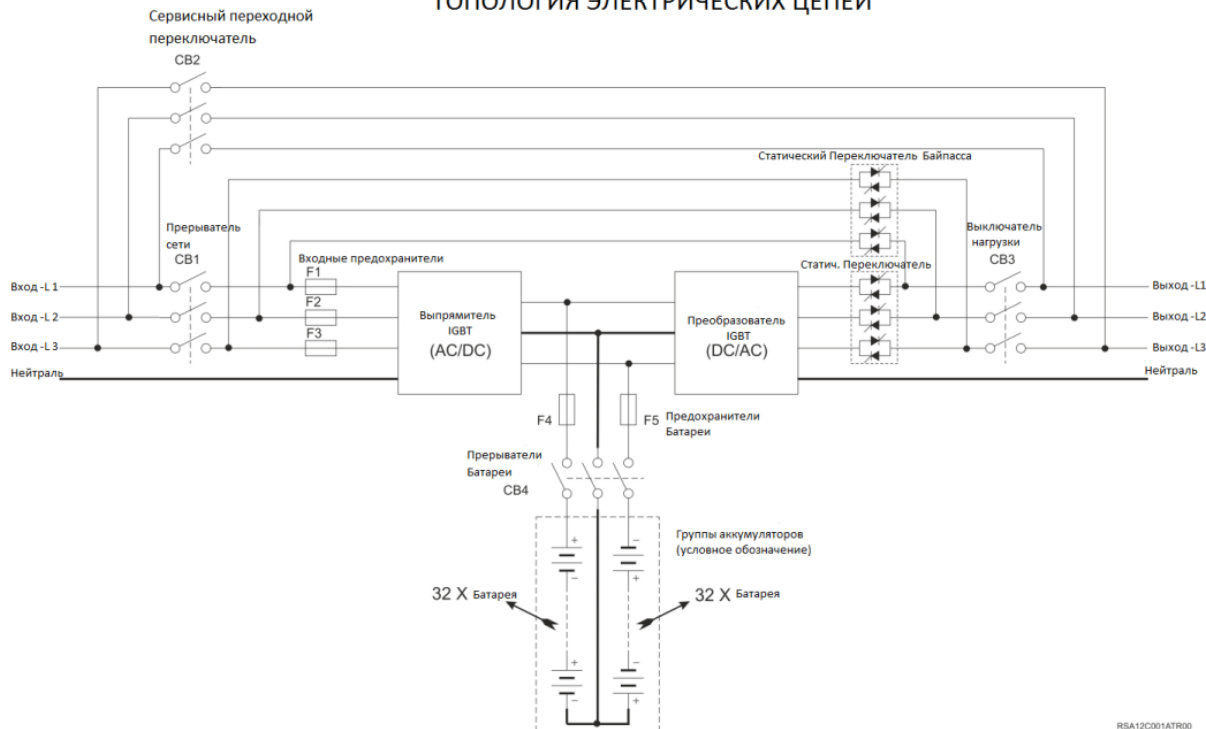 ТОПОЛОГИЯ ЭЛЕКТРИЧЕСКИХ ЦЕПЕЙ
Сервисный переходной
переключатель
CB2
Статический Переключатель Байпасса
Прерыватель
сети
CB1
Входные предохранители
F1
F2
F3
Выключатель
нагрузки
CB3
Статич. Переключатель
Вход -L 1
Вход -L 2
Вход -L 3
Нейтраль
Выпрямитель
IGBT
(AC/DC)
Преобразователь
IGBT
(DC/AC)
Выход -L1
Выход -L2
Выход -L3
Нейтраль
F4
F5
Предохранители
Батареи
Прерыватели
Батареи
CB4
Группы аккумуляторов
(условное обозначение)
+
−
−
+
32 X Батарея
32 X Батарея
+
−
−
+
RSA12C001ATR00